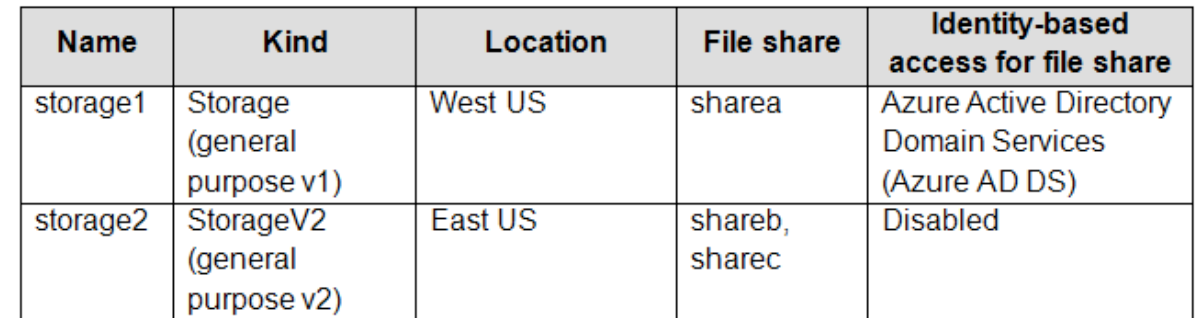 Name Kind Location File share Identity-based access for file share
storage1 Storage (general purpose v1) West US sharea Azure Active Directory Domain Services (Azure AD DS)
storage2 StorageV2 (general purpose v2) East US shareb, sharec Disabled